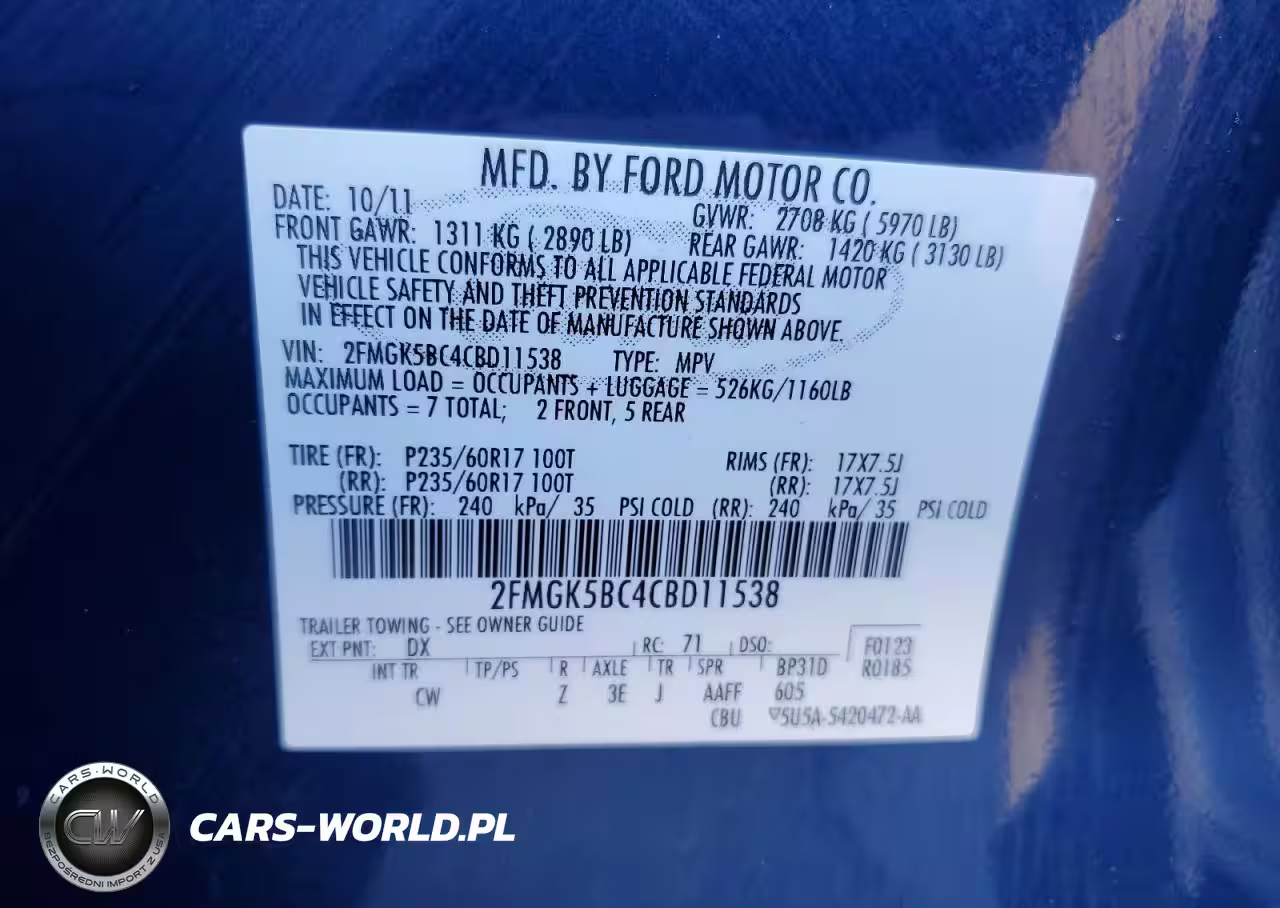 MFD. BY FORD MOTOR CO.
DATE: 10/11 GVWR: 2708 KG ( 5970 LB)
FRONT GAWR: 1311 KG ( 2890 LB) REAR GAWR: 1420 KG ( 3130 LB)
THIS VEHICLE CONFORMS TO ALL APPLICABLE FEDERAL MOTOR
VEHICLE SAFETY AND THEFT PREVENTION STANDARDS
IN EFFECT ON THE DATE OF MANUFACTURE SHOWN ABOVE.
VIN: 2FMGK5BC4CBD11538 TYPE: MPV
MAXIMUM LOAD = OCCUPANTS + LUGGAGE = 526KG/1160LB
OCCUPANTS = 7 TOTAL; 2 FRONT, 5 REAR
TIRE (FR): P235/60R17 100T RIMS (FR): 17X7.5J
(RR): P235/60R17 100T (RR): 17X7.5J
PRESSURE (FR): 240 kPa/ 35 PSI COLD (RR): 240 kPa/ 35 PSI COLD
2FMGK5BC4CBD11538
TRAILER TOWING - SEE OWNER GUIDE
EXT PNT: DX RC: 71 DSO: F0123
INT TR TP/PS R AXLE TR SPR BP31D R0185
CW Z 3E J AAFF 605
CBU ▽5U5A-5420472-AA
CARS-WORLD
CW
BEZPOŚREDNI IMPORT Z USA
CARS-WORLD.PL